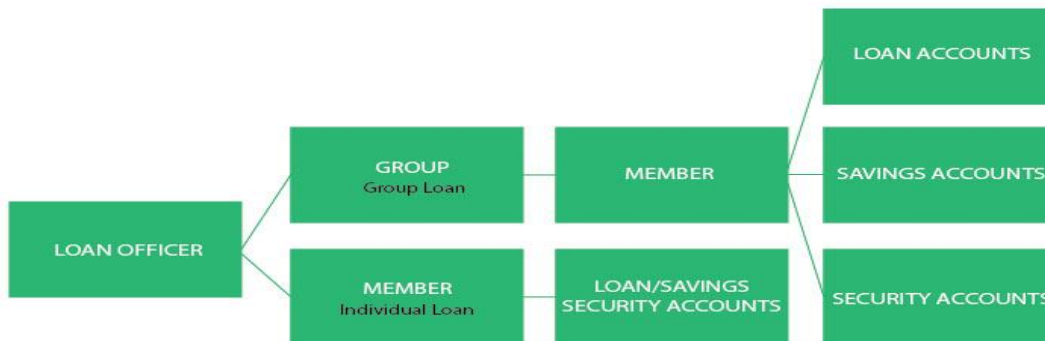 LOAN ACCOUNTS
GROUP
Group Loan
MEMBER
SAVINGS ACCOUNTS
LOAN OFFICER
MEMBER
Individual Loan
LOAN/SAVINGS
SECURITY ACCOUNTS
SECURITY ACCOUNTS